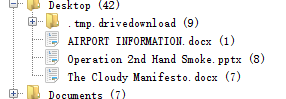 Desktop (42)
.tmp.drivedownload (9)
AIRPORT INFORMATION.docx (1)
Operation 2nd Hand Smoke.pptx (8)
The Cloudy Manifesto.docx (7)
Documents (7)